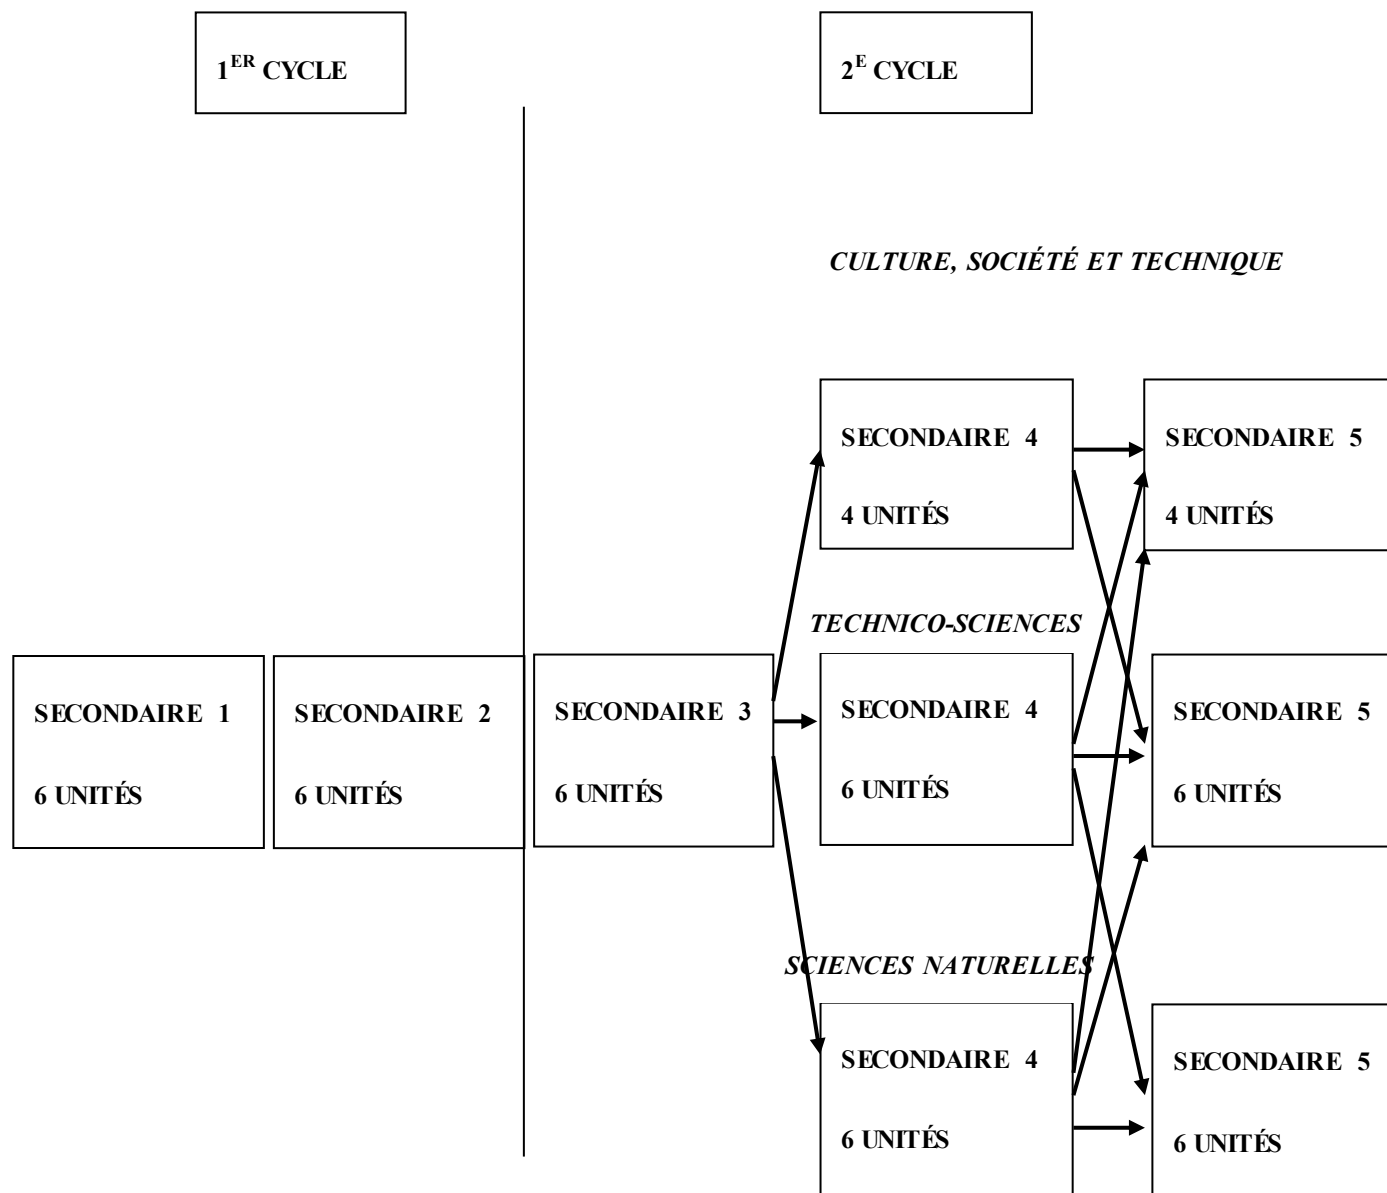 1ER CYCLE
2E CYCLE
CULTURE, SOCIÉTÉ ET TECHNIQUE
SECONDAIRE 4
4 UNITÉS
SECONDAIRE 5
4 UNITÉS
TECHNICO-SCIENCES
SECONDAIRE 1
6 UNITÉS
SECONDAIRE 2
6 UNITÉS
SECONDAIRE 3
6 UNITÉS
SECONDAIRE 4
6 UNITÉS
SECONDAIRE 5
6 UNITÉS
SCIENCES NATURELLES
SECONDAIRE 4
6 UNITÉS
SECONDAIRE 5
6 UNITÉS